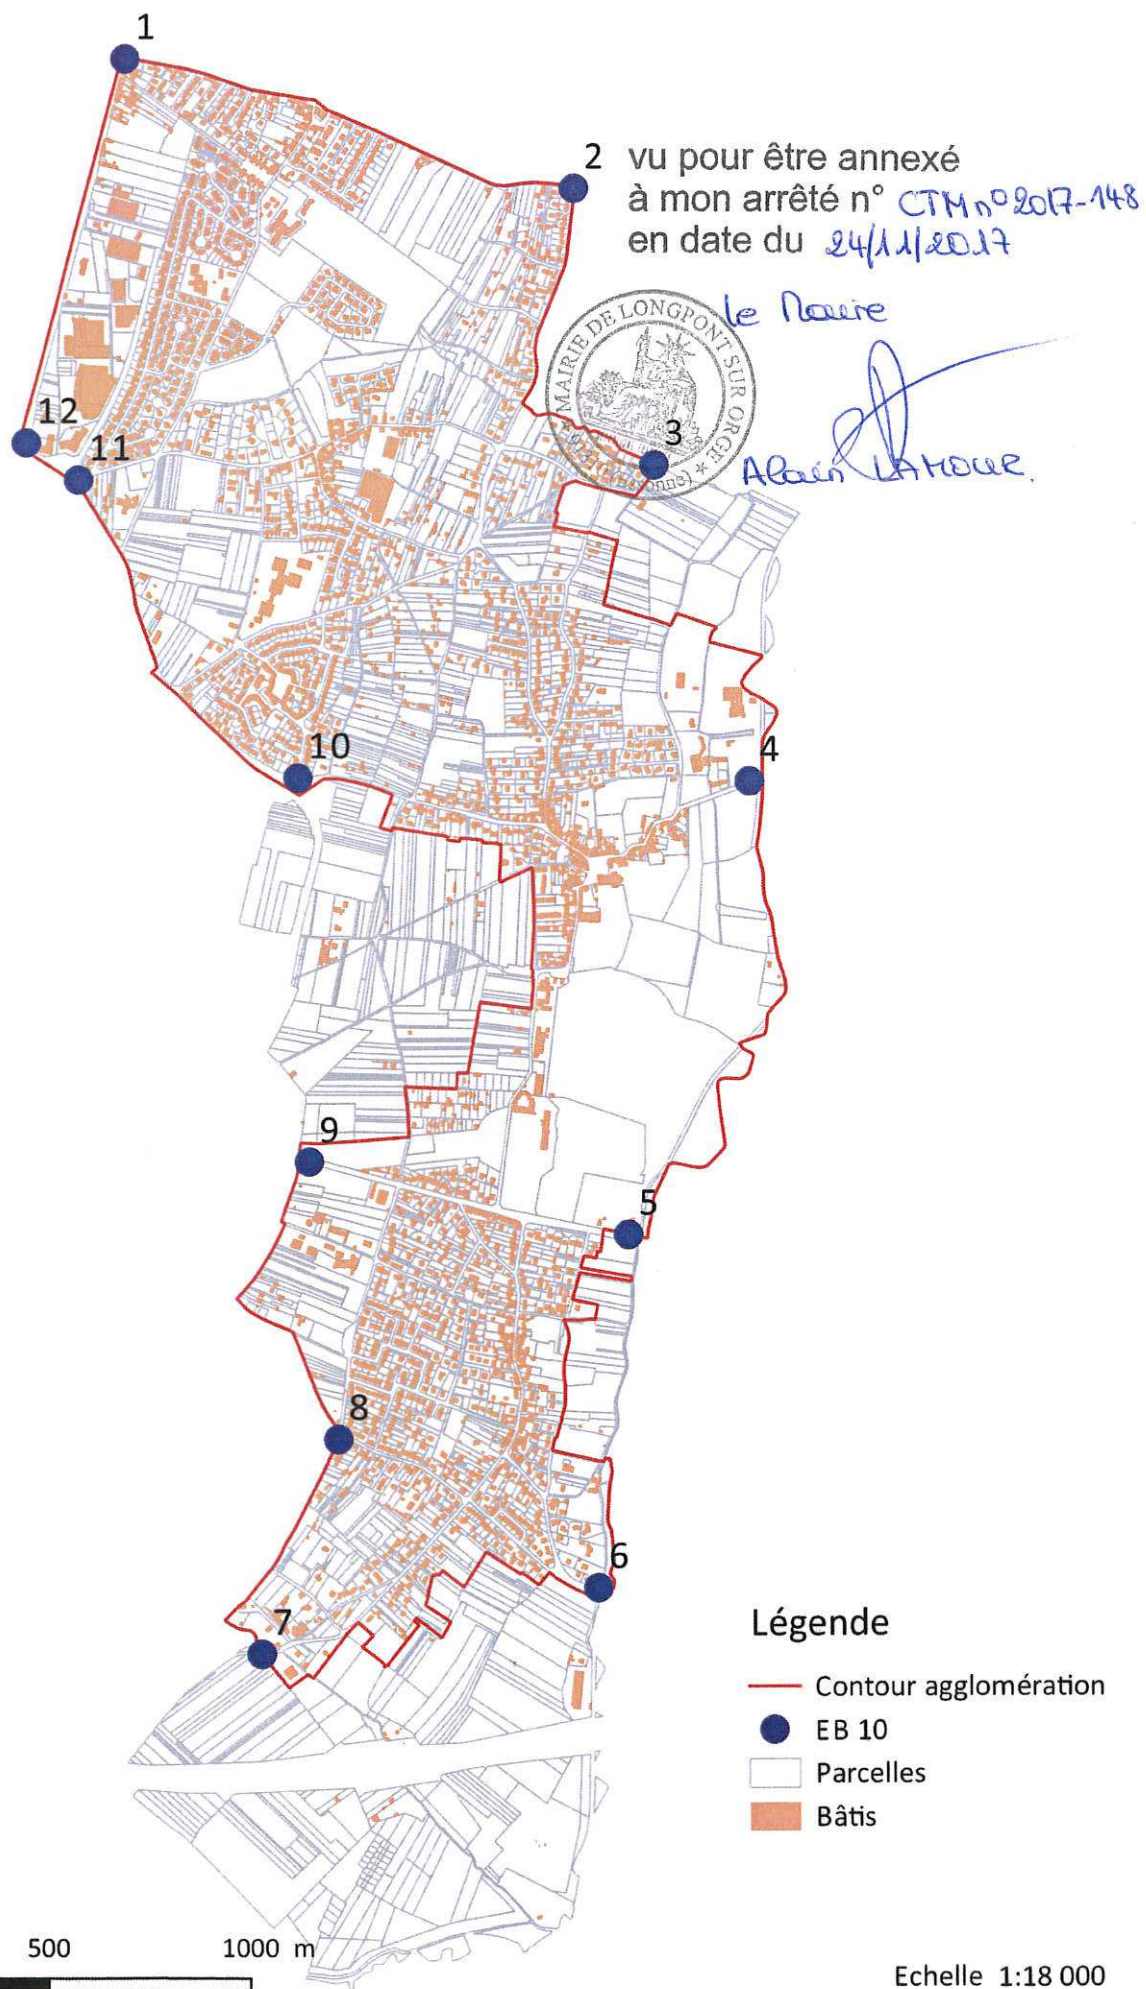 1
2
vu pour être annexé
à mon arrêté n° CTM n° 2017-148
en date du 24/11/2017
le Maire
MAIRIE DE LONGPONT SUR ORGE
3
12
11
Alain LAMOUR.
4
10
9
5
8
6
7
Légende
Contour agglomération
EB 10
Parcelles
Bâtis
500 1000 m
Echelle 1:18 000